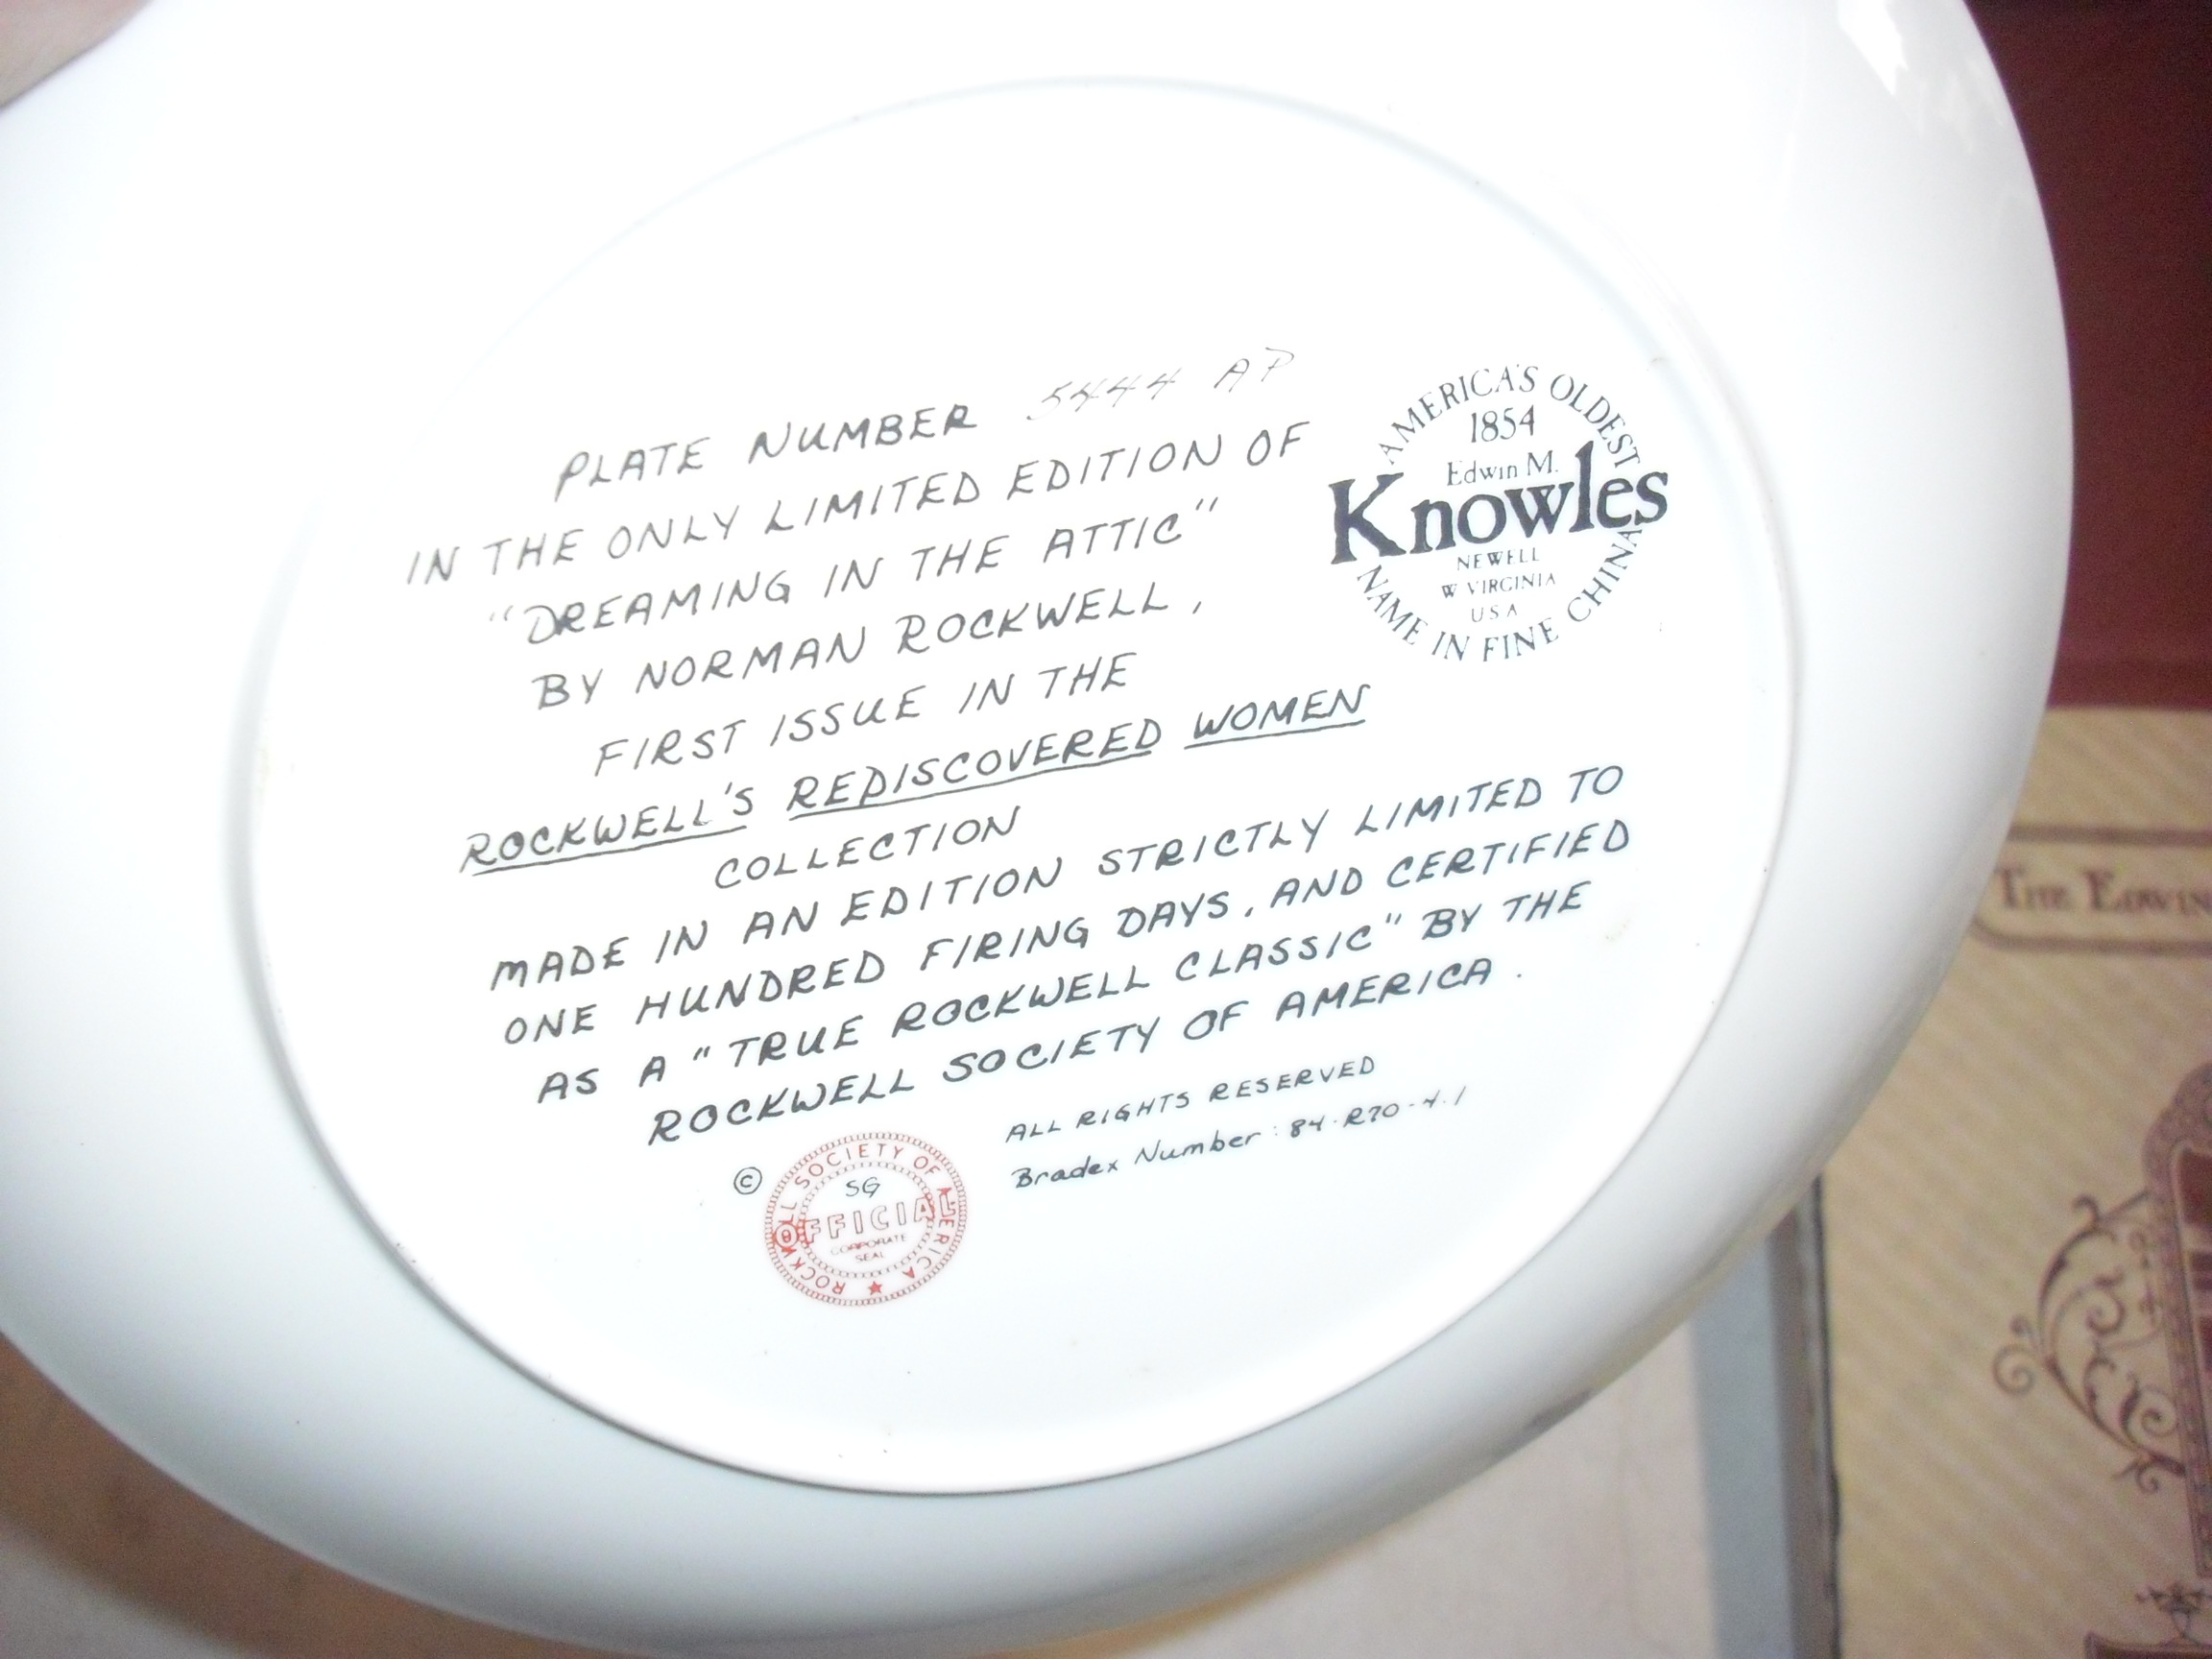 PLATE NUMBER 5444 AP
IN THE ONLY LIMITED EDITION OF
"DREAMING IN THE ATTIC"
BY NORMAN ROCKWELL,
FIRST ISSUE IN THE
ROCKWELL'S REDISCOVERED WOMEN
COLLECTION
MADE IN AN EDITION STRICTLY LIMITED TO
ONE HUNDRED FIRING DAYS, AND CERTIFIED
AS A "TRUE ROCKWELL CLASSIC" BY THE
ROCKWELL SOCIETY OF AMERICA.
ALL RIGHTS RESERVED
Bradex Number: 84-R70-4.1
©
ROCKWELL SOCIETY OF AMERICA
SG
OFFICIAL
CORPORATE
SEAL
AMERICA'S OLDEST
1854
Edwin M.
Knowles
NEWELL
W VIRGINIA
USA
NAME IN FINE CHINA
THE EDWIN